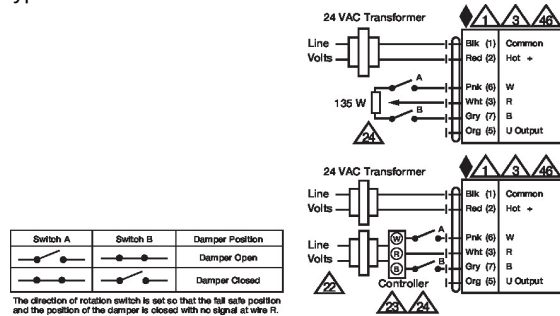 24 VAC Transformer
1 3 46
Line
Volts
Blk (1) Common
Red (2) Hot +
A
Pnk (6) W
135 W
Wht (3) R
B
Gry (7) B
Org (5) U Output
24
24 VAC Transformer
1 3 46
Line
Volts
Blk (1) Common
Red (2) Hot +
A
Line
Volts
W
R
B
Pnk (6) W
Wht (3) R
B
Gry (7) B
Org (5) U Output
22
Controller
23 24
Switch A Switch B Damper Position
Damper Open
Damper Closed
The direction of rotation switch is set so that the fail safe position
and the position of the damper is closed with no signal at wire R.